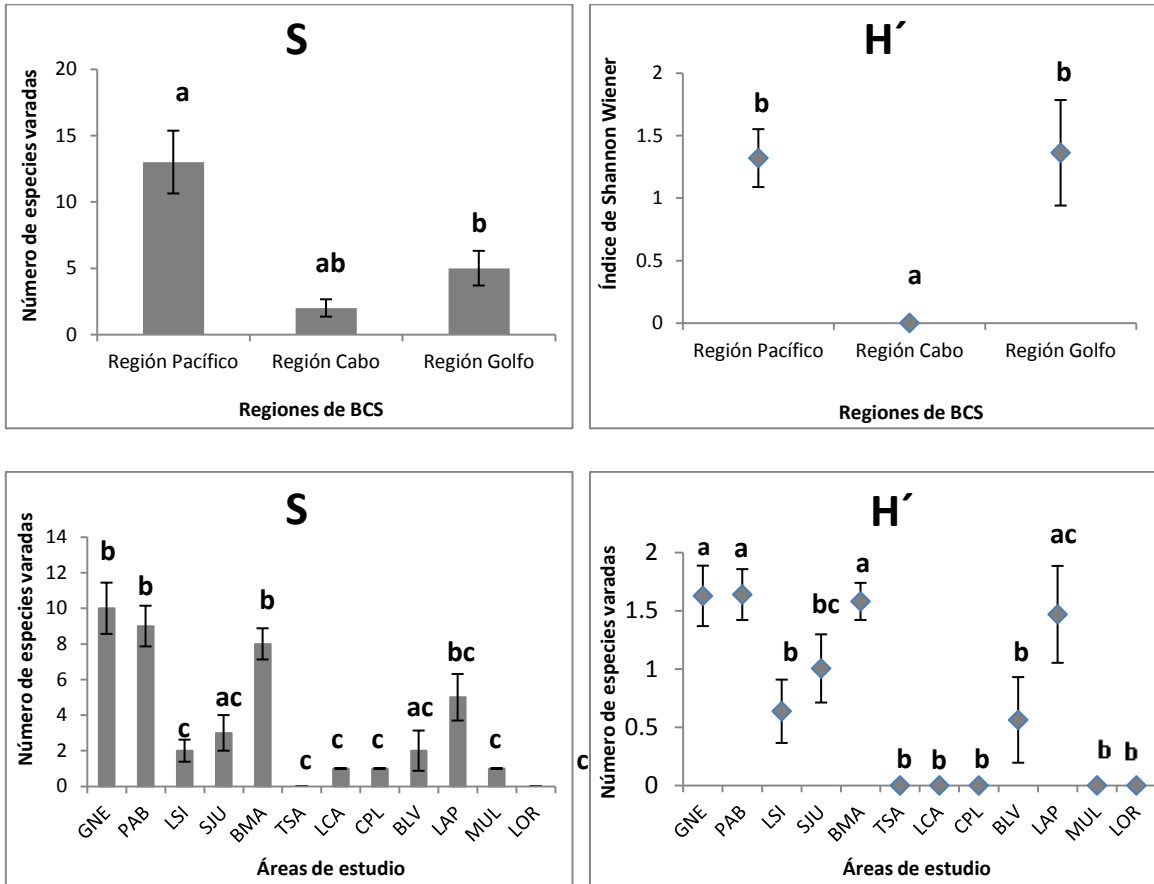 S
Número de especies varadas
20
15
10
5
0
a
ab
b
Región Pacífico Región Cabo Región Golfo
Regiones de BCS
H´
Índice de Shannon Wiener
2
1.5
1
0.5
0
b
a
b
Región Pacífico Región Cabo Región Golfo
Regiones de BCS
S
Número de especies varadas
14
12
10
8
6
4
2
0
b b c ac b c c c ac bc c c
GNE PAB LSI SJU BMA TSA LCA CPL BLV LAP MUL LOR
Áreas de estudio
H´
Número de especies varadas
2
1.5
1
0.5
0
a a b bc a b b b b ac b b
GNE PAB LSI SJU BMA TSA LCA CPL BLV LAP MUL LOR
Áreas de estudio